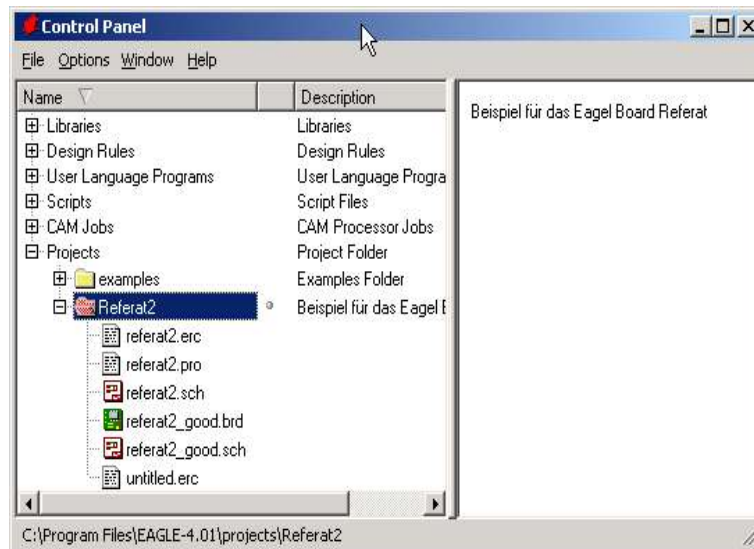 Control Panel
File Options Window Help
Name Description
Libraries Libraries
Design Rules Design Rules
User Language Programs User Language Progra
Scripts Script Files
CAM Jobs CAM Processor Jobs
Projects Project Folder
examples Examples Folder
Referat2 Beispiel für das Eagel B
referat2.erc
referat2.pro
referat2.sch
referat2_good.brd
referat2_good.sch
untitled.erc
Beispiel für das Eagel Board Referat
C:\Program Files\EAGLE-4.01\projects\Referat2